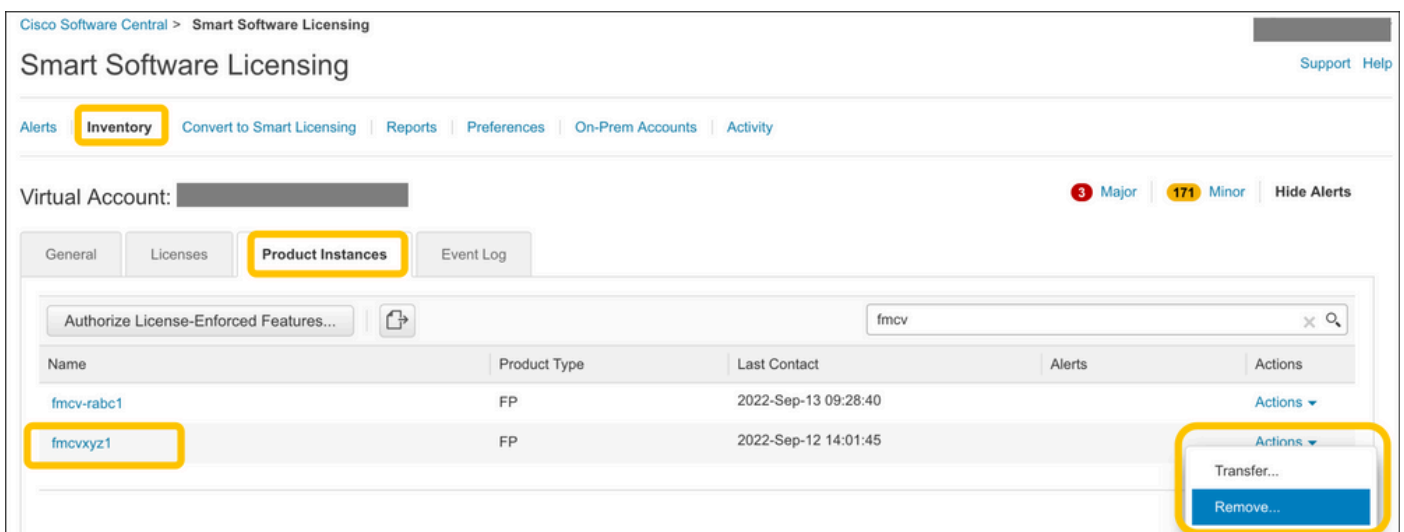 Cisco Software Central > Smart Software Licensing
Smart Software Licensing
Support Help
Alerts Inventory Convert to Smart Licensing Reports Preferences On-Prem Accounts Activity
Virtual Account:
3 Major 171 Minor Hide Alerts
General Licenses Product Instances Event Log
Authorize License-Enforced Features... fmcv
Name Product Type Last Contact Alerts Actions
fmcv-rabc1 FP 2022-Sep-13 09:28:40 Actions
fmcvxyz1 FP 2022-Sep-12 14:01:45 Actions
Transfer...
Remove...